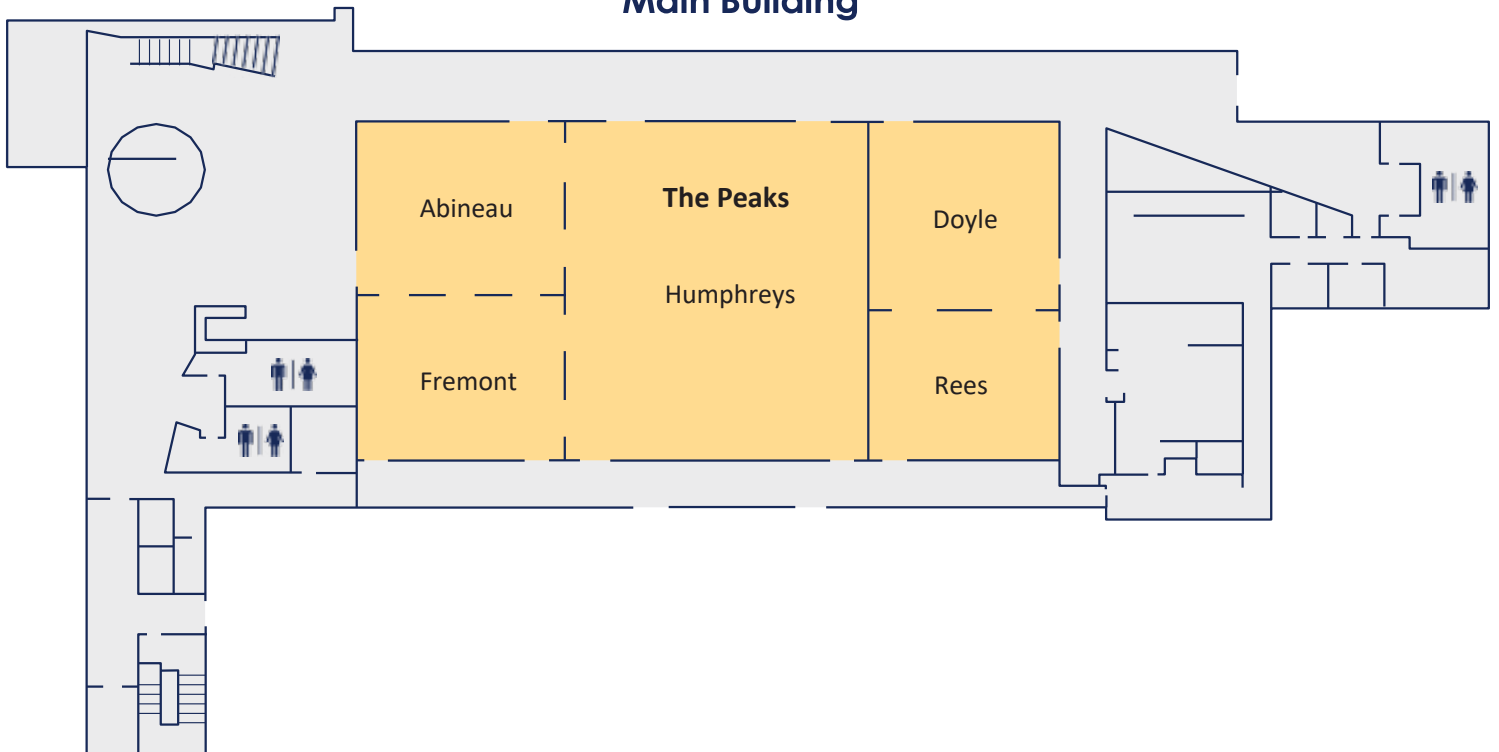 Main Building
Abineau
The Peaks
Doyle
Humphreys
Fremont
Rees